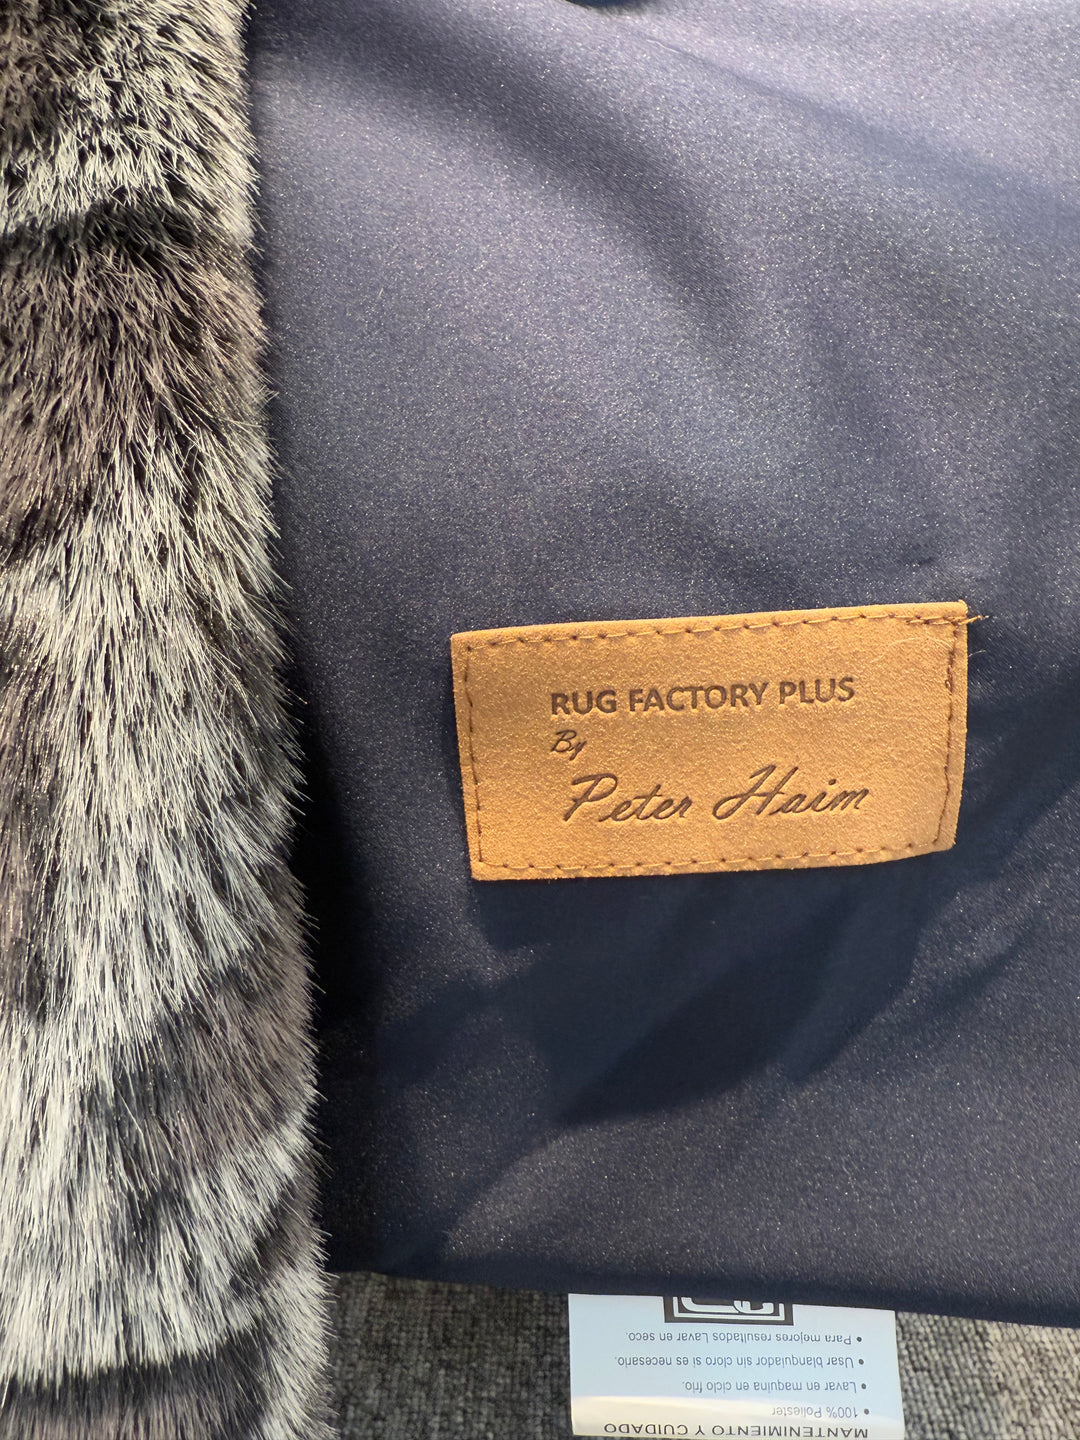 RUG FACTORY PLUS
By
Peter Haim
MANTENIMIENTO Y CUIDADO
• 100% Poliester
• Lavar en maquina en ciclo frio.
• Usar blanquiador sin cloro si es necesario.
• Para mejores resultados Lavar en seco.